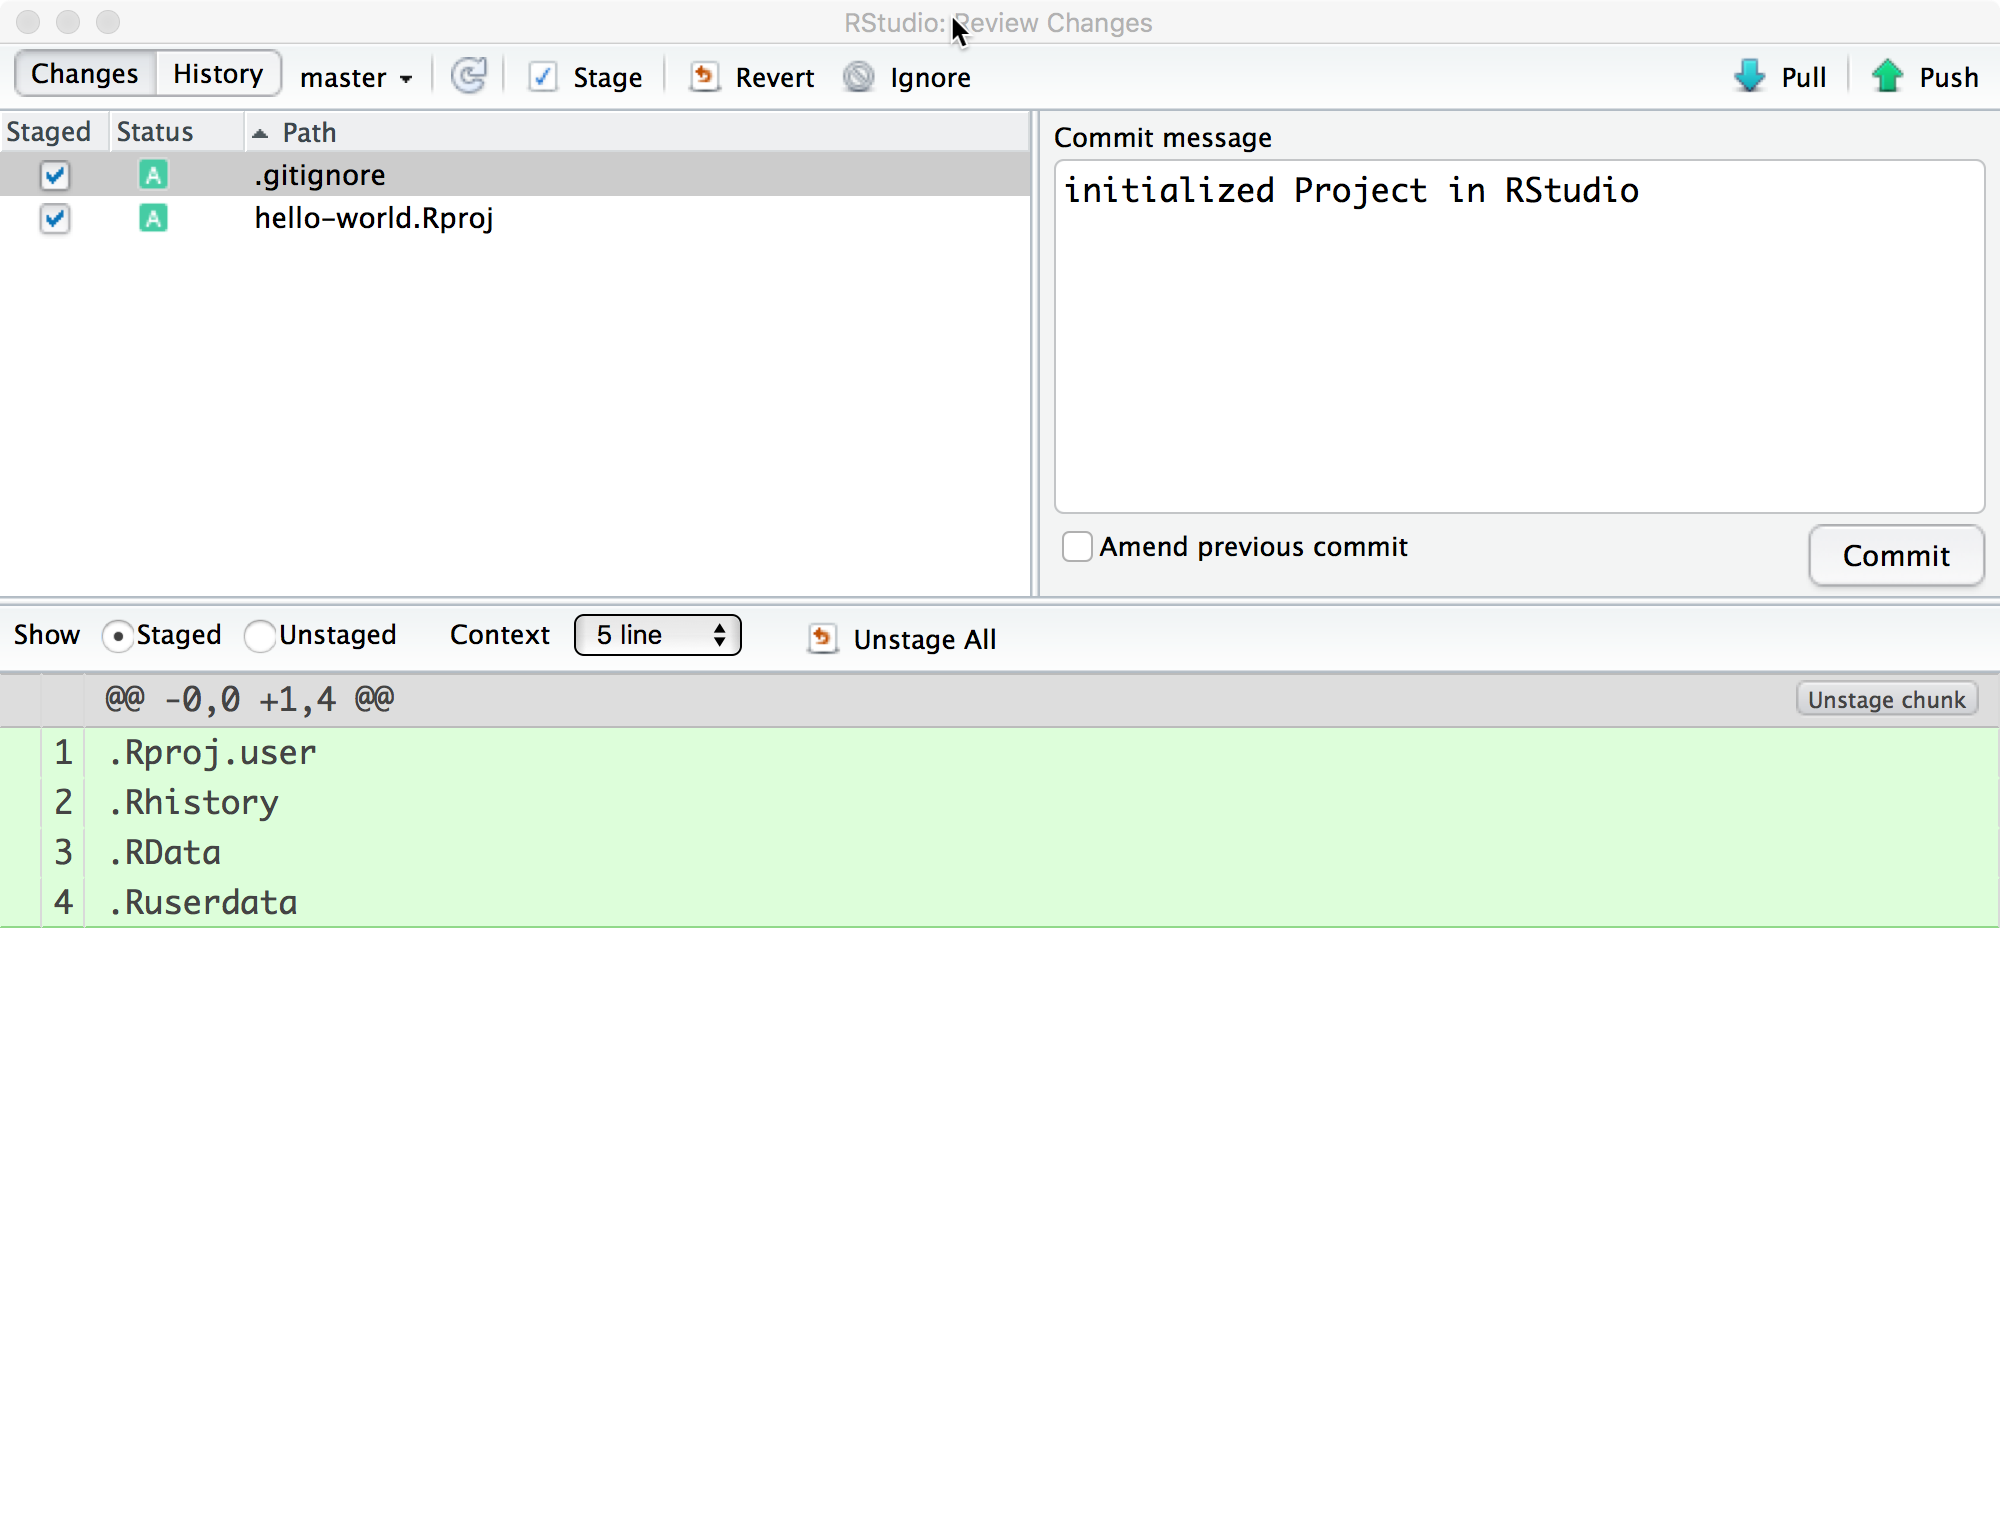 RStudio: Review Changes
Changes History master Stage Revert Ignore Pull Push
Staged Status Path
A .gitignore
A hello-world.Rproj
Commit message
initialized Project in RStudio
Amend previous commit
Commit
Show Staged Unstaged Context 5 line Unstage All
@@ -0,0 +1,4 @@ Unstage chunk
1 .Rproj.user
2 .Rhistory
3 .RData
4 .Ruserdata